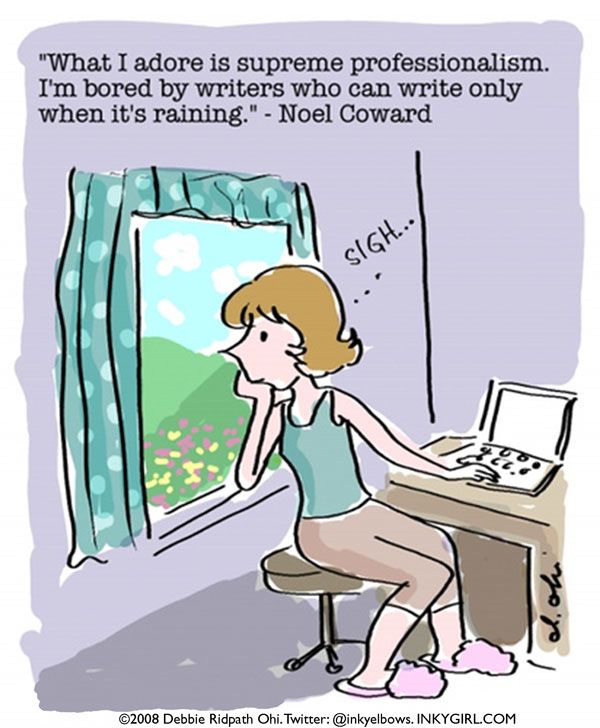 "What I adore is supreme professionalism.
I'm bored by writers who can write only
when it's raining." - Noel Coward
SIGH...
©2008 Debbie Ridpath Ohi.Twitter: @inkyelbows. INKYGIRL.COM